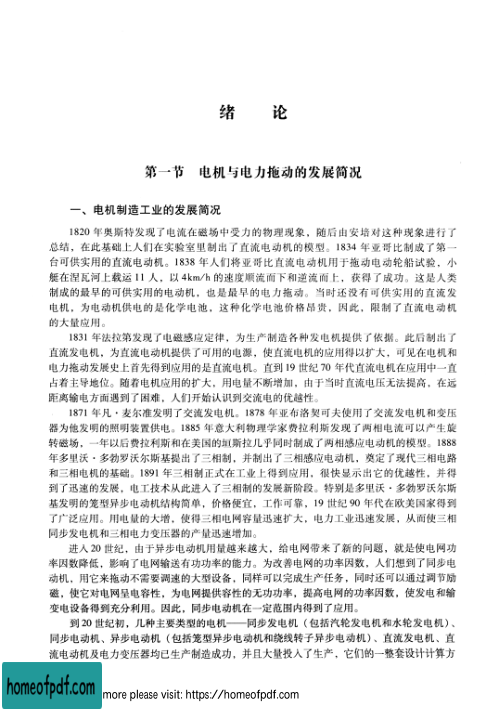 绪 论
第一节 电机与电力拖动的发展简况
一、电机制造工业的发展简况
1820 年奥斯特发现了电流在磁场中受力的物理现象，随后由安培对这种现象进行了
总结，在此基础上人们在实验室里制出了直流电动机的模型。1834 年亚哥比制成了第一
台可供实用的直流电动机。1838 年人们将亚哥比直流电动机用于拖动电动轮船试验，小
艇在涅瓦河上载运 11 人，以 4km/h 的速度顺流而下和逆流而上，获得了成功。这是人类
制成的最早的可供实用的电动机，也是最早的电力拖动。当时还没有可供实用的直流发
电机，为电动机供电的是化学电池，这种化学电池价格昂贵，因此，限制了直流电动机
的大量应用。
1831 年法拉第发现了电磁感应定律，为生产制造各种发电机提供了依据。此后制出了
直流发电机，为直流电动机提供了可用的电源，使直流电机的应用得以扩大，可见在电机和
电力拖动发展史上首先得到应用的是直流电机。直到 19 世纪 70 年代直流电机在应用中一直
占着主导地位。随着电机应用的扩大，用电量不断增加，由于当时直流电压无法提高，在远
距离输电方面遇到了困难，人们开始认识到交流电的优越性。
1871 年凡·麦尔准发明了交流发电机。1878 年亚布洛契可夫使用了交流发电机和变压
器为他发明的照明装置供电。1885 年意大利物理学家费拉利斯发现了两相电流可以产生旋
转磁场，一年以后费拉利斯和在美国的垣斯拉几乎同时制成了两相感应电动机的模型。1888
年多里沃·多勃罗沃尔斯基提出了三相制，并制出了三相感应电动机，奠定了现代三相电路
和三相电机的基础。1891 年三相制正式在工业上得到应用，很快显示出它的优越性，并得
到了迅速的发展，电工技术从此进入了三相制的发展新阶段。特别是多里沃·多勃罗沃尔斯
基发明的笼型异步电动机结构简单，价格便宜，工作可靠，19 世纪 90 年代在欧美国家得到
了广泛应用。用电量的大增，使得三相电网容量迅速扩大，电力工业迅速发展，从而使三相
同步发电机和三相电力变压器的产量迅速增加。
进入 20 世纪，由于异步电动机用量越来越大，给电网带来了新的问题，就是使电网功
率因数降低，影响了电网输送有功功率的能力。为改善电网的功率因数，人们想到了同步电
动机，用它来拖动不需要调速的大型设备，同样可以完成生产任务，同时还可以通过调节励
磁，使它对电网呈电容性，为电网提供容性的无功功率，提高电网的功率因数，使发电和输
变电设备得到充分利用。因此，同步电动机在一定范围内得到了应用。
到 20 世纪初，几种主要类型的电机——同步发电机（包括汽轮发电机和水轮发电机）、
同步电动机、异步电动机（包括笼型异步电动机和绕线转子异步电动机）、直流发电机、直
流电动机及电力变压器均已生产制造成功，并且大量投入了生产，它们的一整套设计计算方
homeofpdf.com
more please visit: https://homeofpdf.com